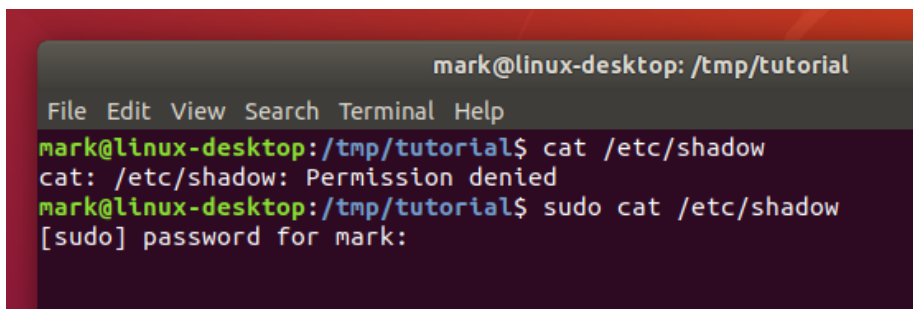 mark@linux-desktop: /tmp/tutorial
File Edit View Search Terminal Help
mark@linux-desktop:/tmp/tutorial$ cat /etc/shadow
cat: /etc/shadow: Permission denied
mark@linux-desktop:/tmp/tutorial$ sudo cat /etc/shadow
[sudo] password for mark: